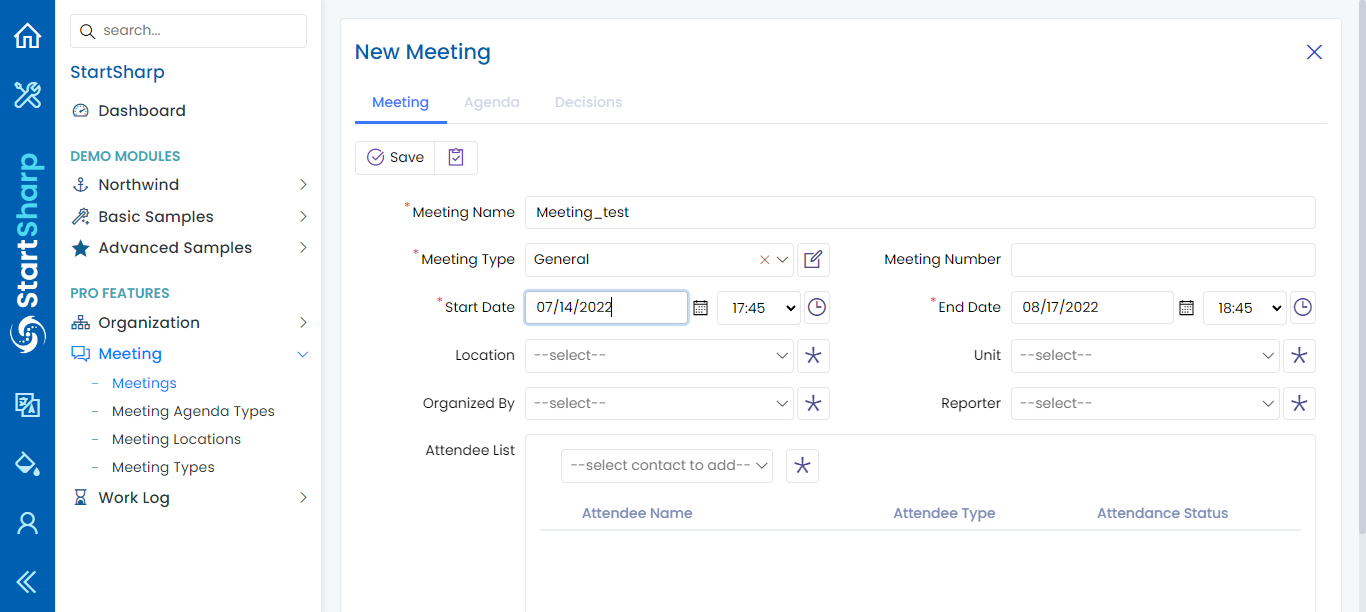 search...
StartSharp
StartSharp
Dashboard
DEMO MODULES
Northwind
Basic Samples
Advanced Samples
PRO FEATURES
Organization
Meeting
- Meetings
- Meeting Agenda Types
- Meeting Locations
- Meeting Types
Work Log
New Meeting
Meeting Agenda Decisions
Save
*Meeting Name Meeting_test
*Meeting Type General Meeting Number
*Start Date 07/14/2022 17:45 *End Date 08/17/2022 18:45
Location --select-- Unit --select--
Organized By --select-- Reporter --select--
Attendee List
--select contact to add--
Attendee Name Attendee Type Attendance Status